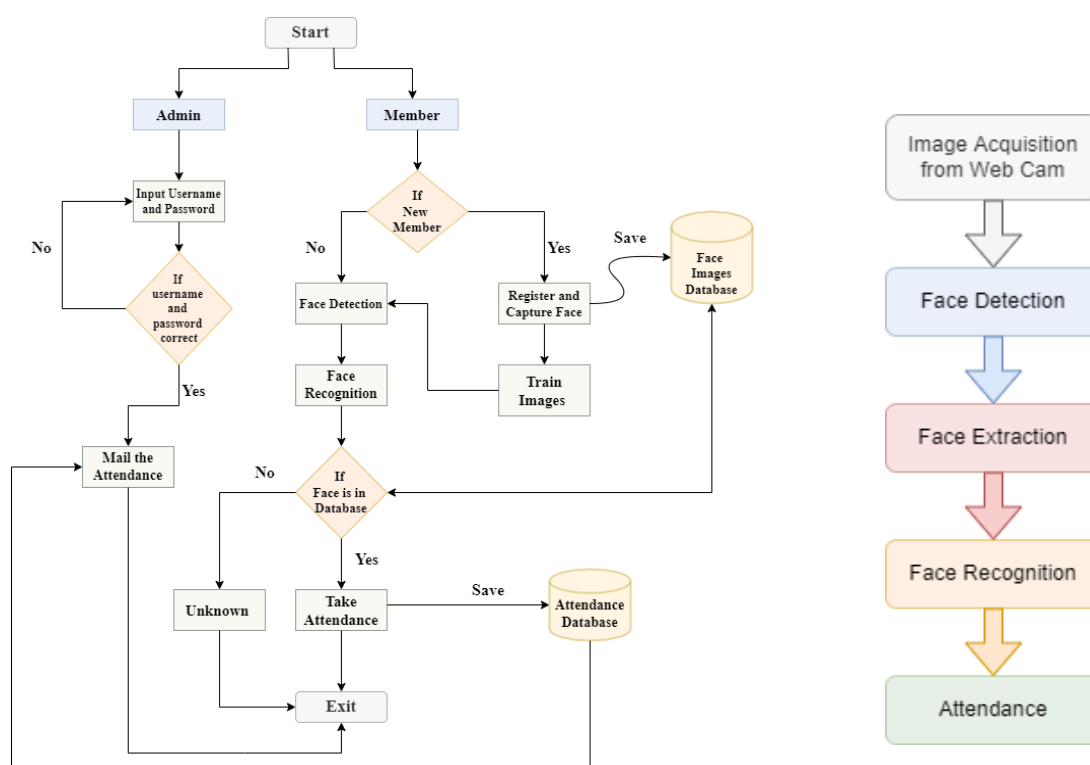 Start
Admin
Member
Input Username
and Password
If
New
Member
No
No
Yes
Save
Face
Images
Database
If
username
and
password
correct
Face Detection
Register and
Capture Face
Yes
Face
Recognition
Train
Images
Mail the
Attendance
No
If
Face is in
Database
Yes
Unknown
Take
Attendance
Save
Attendance
Database
Exit
Image Acquisition
from Web Cam
Face Detection
Face Extraction
Face Recognition
Attendance